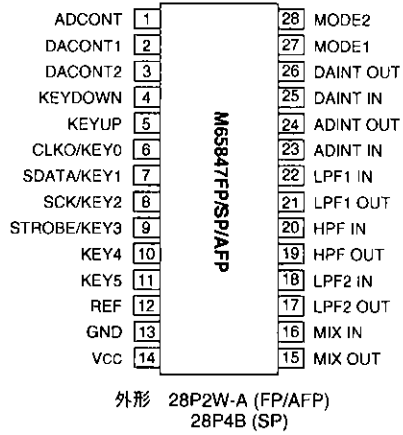 ADCONT 1 28 MODE2
DACONT1 2 27 MODE1
DACONT2 3 26 DAINT OUT
KEYDOWN 4 25 DAINT IN
KEYUP 5 24 ADINT OUT
CLKO/KEY0 6 23 ADINT IN
SDATA/KEY1 7 22 LPF1 IN
SCK/KEY2 8 21 LPF1 OUT
STROBE/KEY3 9 20 HPF IN
KEY4 10 19 HPF OUT
KEY5 11 18 LPF2 IN
REF 12 17 LPF2 OUT
GND 13 16 MIX IN
Vcc 14 15 MIX OUT
M65847FP/SP/AFP
外形 28P2W-A (FP/AFP)
28P4B (SP)